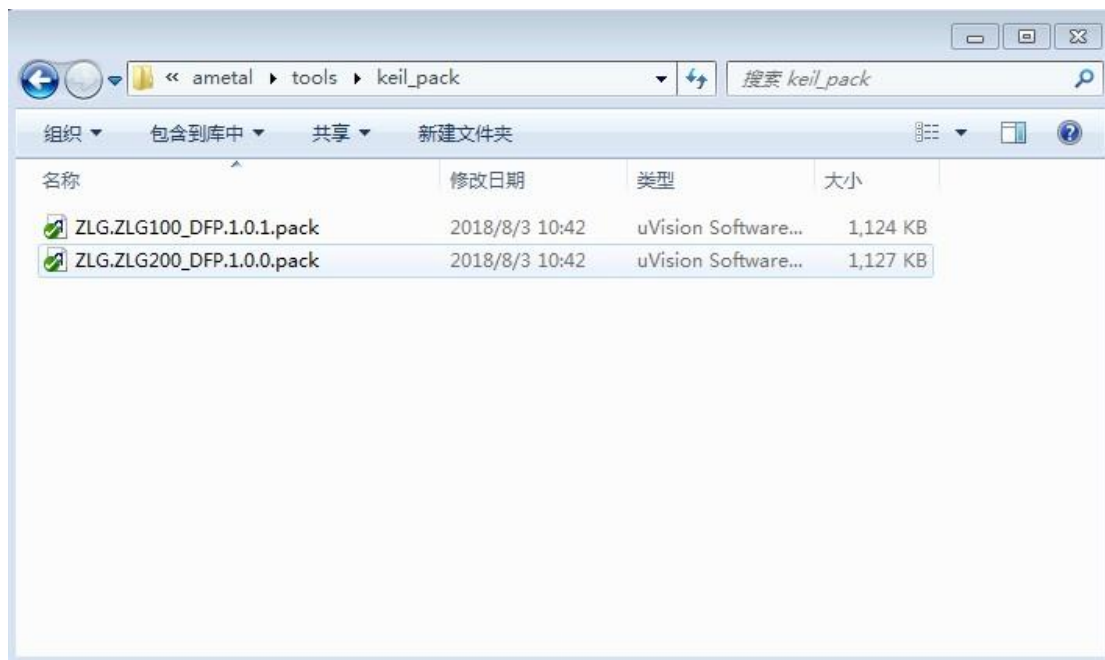 « ametal ▸ tools ▸ keil_pack 搜索 keil_pack
组织 包含到库中 共享 新建文件夹
名称 修改日期 类型 大小
ZLG.ZLG100_DFP.1.0.1.pack 2018/8/3 10:42 uVision Software... 1,124 KB
ZLG.ZLG200_DFP.1.0.0.pack 2018/8/3 10:42 uVision Software... 1,127 KB